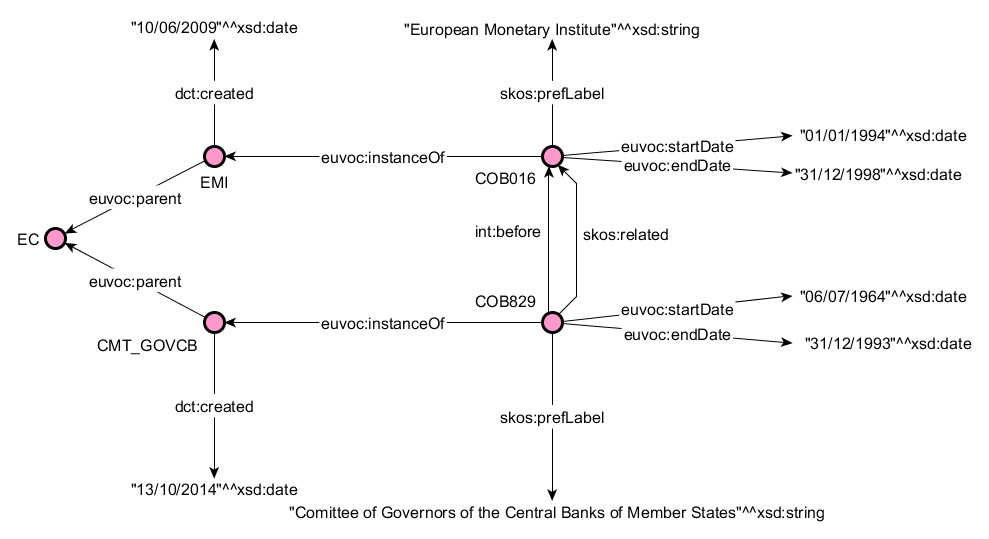 "10/06/2009"^^xsd:date
"European Monetary Institute"^^xsd:string
dct:created
skos:prefLabel
"01/01/1994"^^xsd:date
euvoc:startDate
euvoc:instanceOf
euvoc:endDate
"31/12/1998"^^xsd:date
EMI
COB016
euvoc:parent
int:before
skos:related
EC
euvoc:parent
COB829
"06/07/1964"^^xsd:date
euvoc:startDate
euvoc:instanceOf
euvoc:endDate
"31/12/1993"^^xsd:date
CMT_GOVCB
dct:created
skos:prefLabel
"13/10/2014"^^xsd:date
"Comittee of Governors of the Central Banks of Member States"^^xsd:string